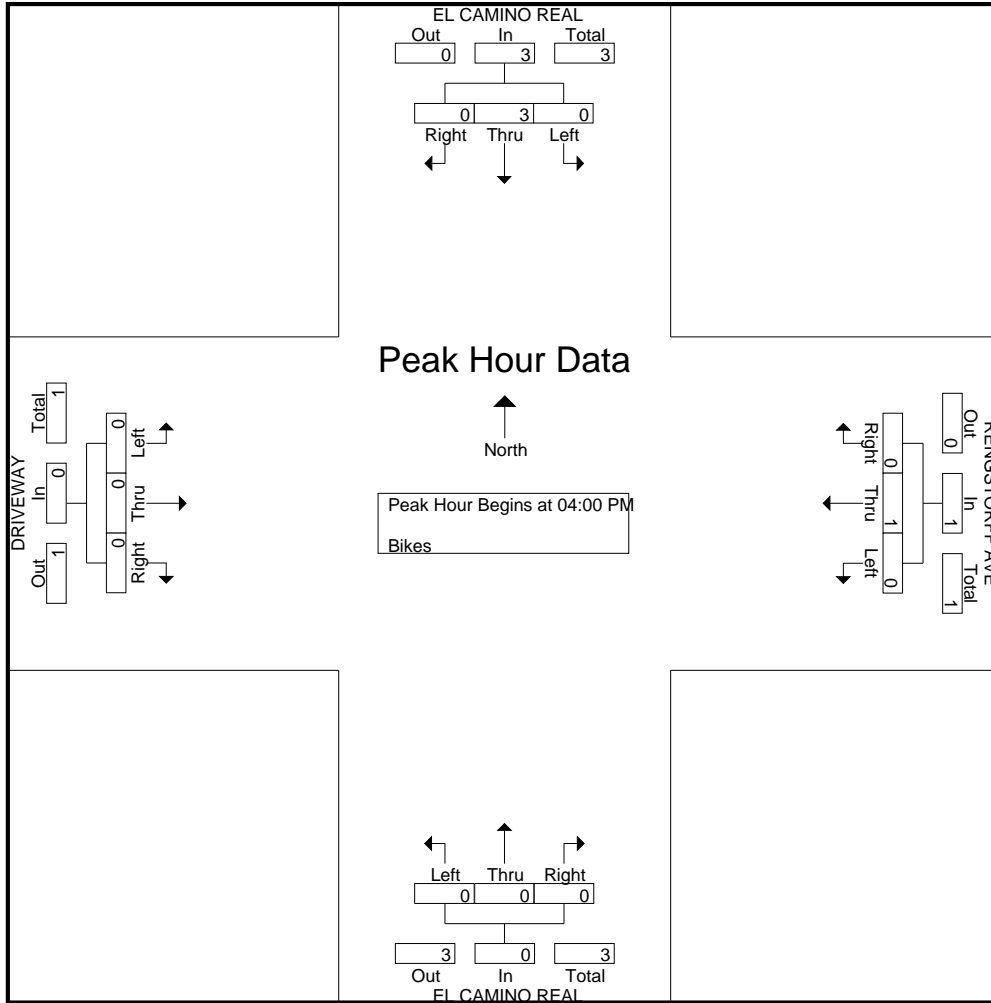 EL CAMINO REAL
Out In Total
0 3 3
0 3 0
Right Thru Left
Peak Hour Data
North
Peak Hour Begins at 04:00 PM
Bikes
DRIVEWAY
Out In Total
1 0 1
0 0 0
Right Thru Left
RENGSTORFF AVE
Out In Total
0 1 1
0 1 0
Right Thru Left
Left Thru Right
0 0 0
3 0 3
Out In Total
EL CAMINO REAL